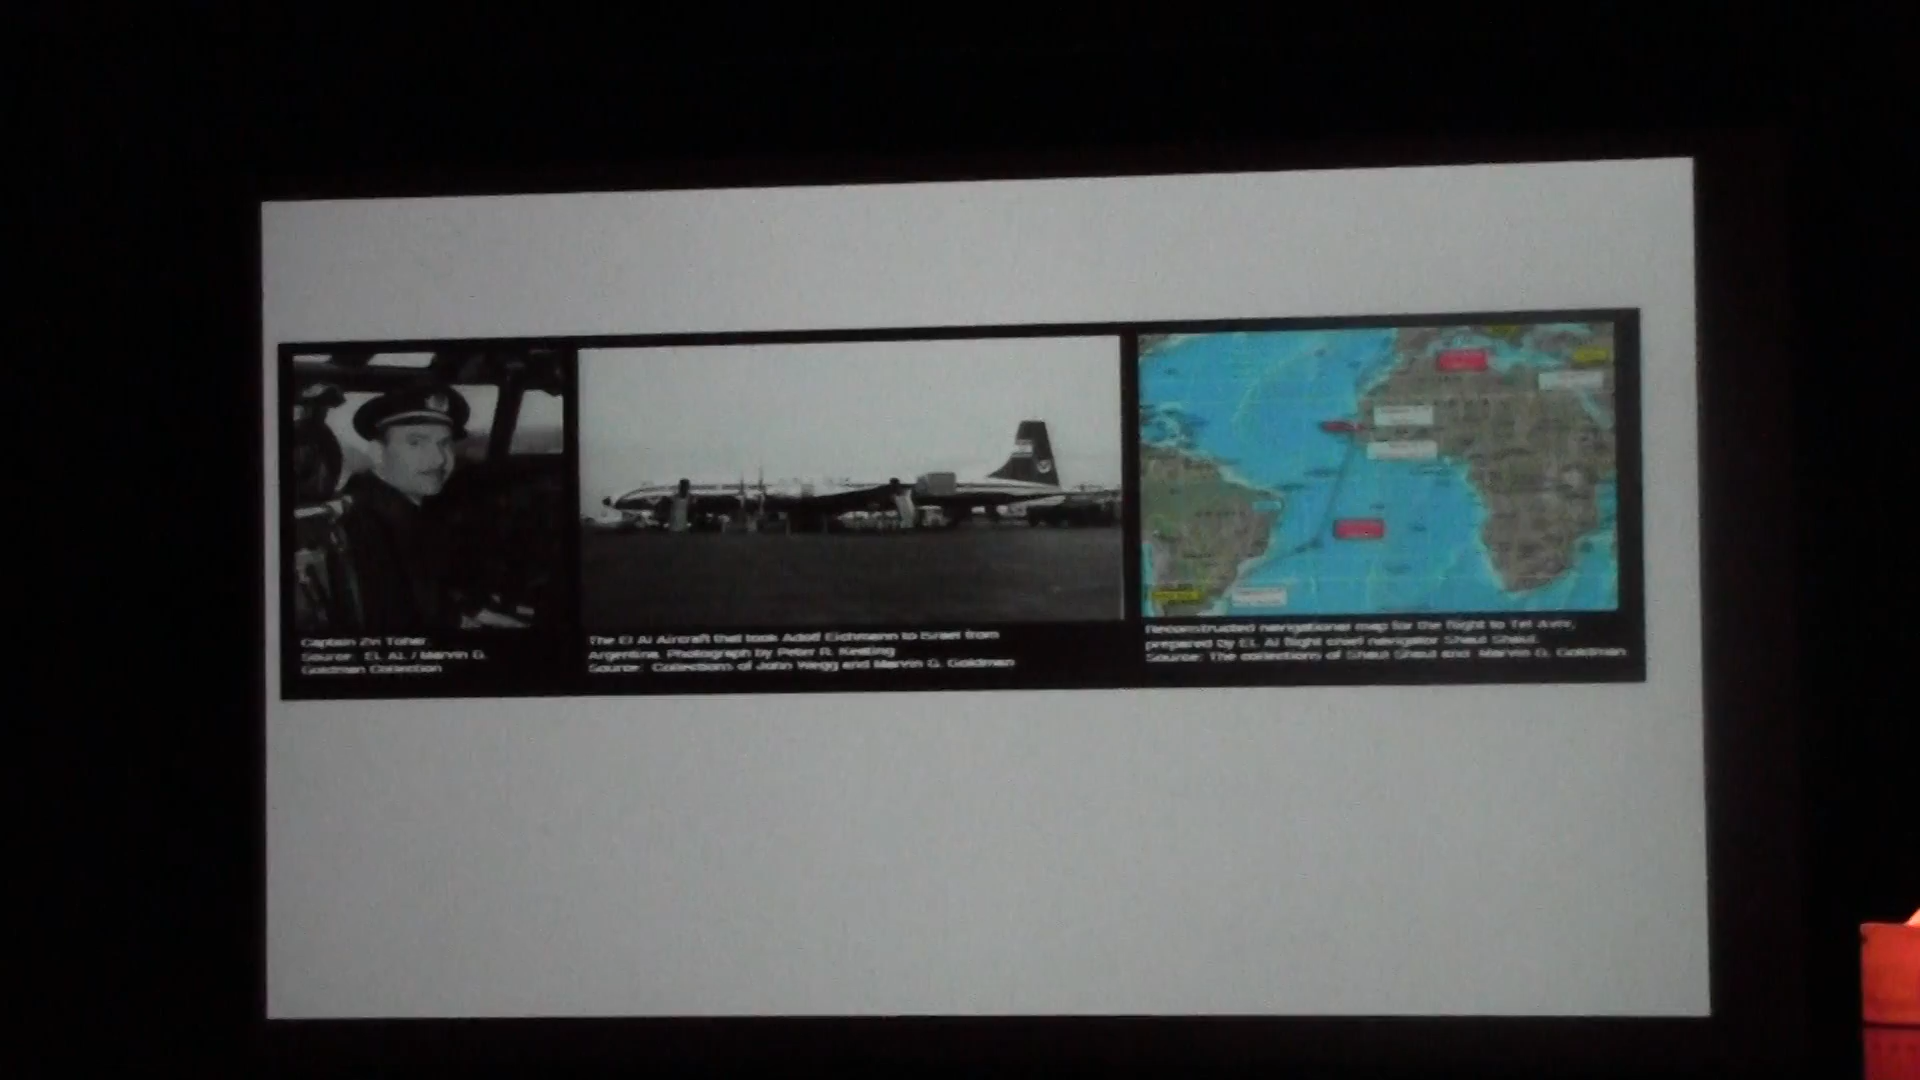 Captain Zvi Tohar.
Source: EL AL / Marvin G.
Goldman Collection
The El Al Aircraft that took Adolf Eichmann to Israel from
Argentina. Photograph by Peter R. Keating
Source: Collections of John Wegg and Marvin G. Goldman
Reconstructed navigational map for the flight to Tel Aviv,
prepared by EL Al flight chief navigator Shaul Shaul.
Source: The collections of Shaul Shaul and Marvin G. Goldman